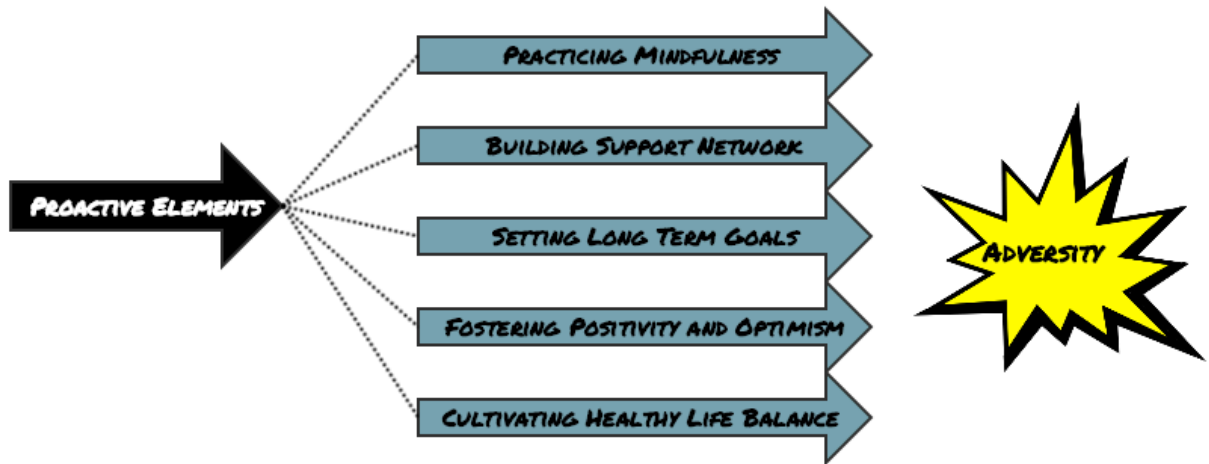 Practicing Mindfulness
Building Support Network
Proactive Elements
Setting Long Term Goals
Adversity
Fostering Positivity and Optimism
Cultivating Healthy Life Balance